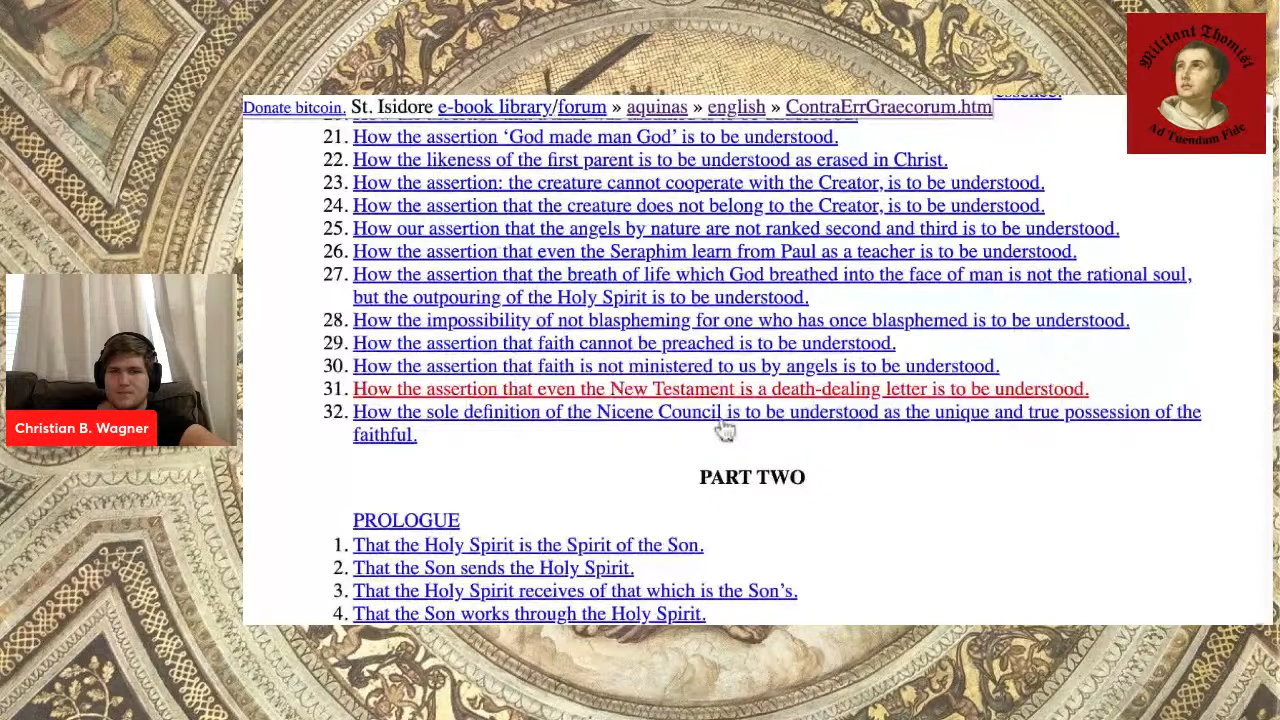 Militant Thomist
Ad Tuendam Fide
Donate bitcoin. St. Isidore e-book library/forum » aquinas » english » ContraErrGraecorum.htm
essence.
21. How the assertion ‘God made man God’ is to be understood.
22. How the likeness of the first parent is to be understood as erased in Christ.
23. How the assertion: the creature cannot cooperate with the Creator, is to be understood.
24. How the assertion that the creature does not belong to the Creator, is to be understood.
25. How our assertion that the angels by nature are not ranked second and third is to be understood.
26. How the assertion that even the Seraphim learn from Paul as a teacher is to be understood.
27. How the assertion that the breath of life which God breathed into the face of man is not the rational soul,
but the outpouring of the Holy Spirit is to be understood.
28. How the impossibility of not blaspheming for one who has once blasphemed is to be understood.
29. How the assertion that faith cannot be preached is to be understood.
30. How the assertion that faith is not ministered to us by angels is to be understood.
31. How the assertion that even the New Testament is a death-dealing letter is to be understood.
32. How the sole definition of the Nicene Council is to be understood as the unique and true possession of the
faithful.
Christian B. Wagner
PART TWO
PROLOGUE
1. That the Holy Spirit is the Spirit of the Son.
2. That the Son sends the Holy Spirit.
3. That the Holy Spirit receives of that which is the Son’s.
4. That the Son works through the Holy Spirit.